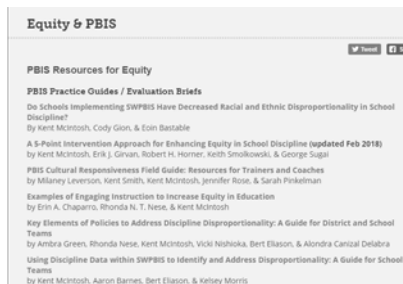 Equity & PBIS
Tweet
PBIS Resources for Equity
PBIS Practice Guides / Evaluation Briefs
Do Schools Implementing SWPBIS Have Decreased Racial and Ethnic Disproportionality in School
Discipline?
By Kent McIntosh, Cody Gion, & Eoin Bastable
A 5-Point Intervention Approach for Enhancing Equity in School Discipline (updated Feb 2018)
by Kent McIntosh, Erik J. Girvan, Robert H. Horner, Keith Smolkowski, & George Sugai
PBIS Cultural Responsiveness Field Guide: Resources for Trainers and Coaches
by Milaney Leverson, Kent Smith, Kent McIntosh, Jennifer Rose, & Sarah Pinkelman
Examples of Engaging Instruction to Increase Equity in Education
by Erin A. Chaparro, Rhonda N. T. Nese, & Kent McIntosh
Key Elements of Policies to Address Discipline Disproportionality: A Guide for District and School
Teams
by Ambra Green, Rhonda Nese, Kent McIntosh, Vicki Nishioka, Bert Eliason, & Alondra Canizal Delabra
Using Discipline Data within SWPBIS to Identify and Address Disproportionality: A Guide for School
Teams
by Kent McIntosh, Aaron Barnes, Bert Eliason, & Kelsey Morris